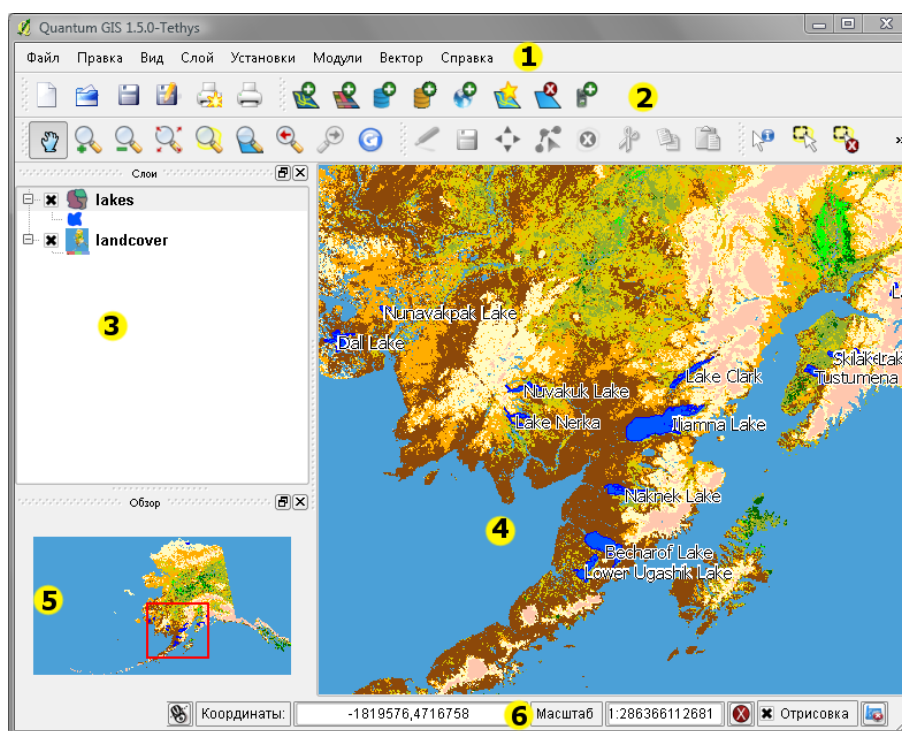 Quantum GIS 1.5.0-Tethys
Файл Правка Вид Слой Установки Модули Вектор Справка 1
2
Слои
lakes
landcover
3
Nunavakpak Lake
Dall Lake
Skilak
Lake Clark
Tustumena
Nuvakuk Lake
Lake Nerka
Iliamna Lake
Naknek Lake
4
Becharof Lake
Lower Ugashik Lake
Обзор
5
Координаты: -1819576,4716758 6 Масштаб 1:286366112681 Отрисовка